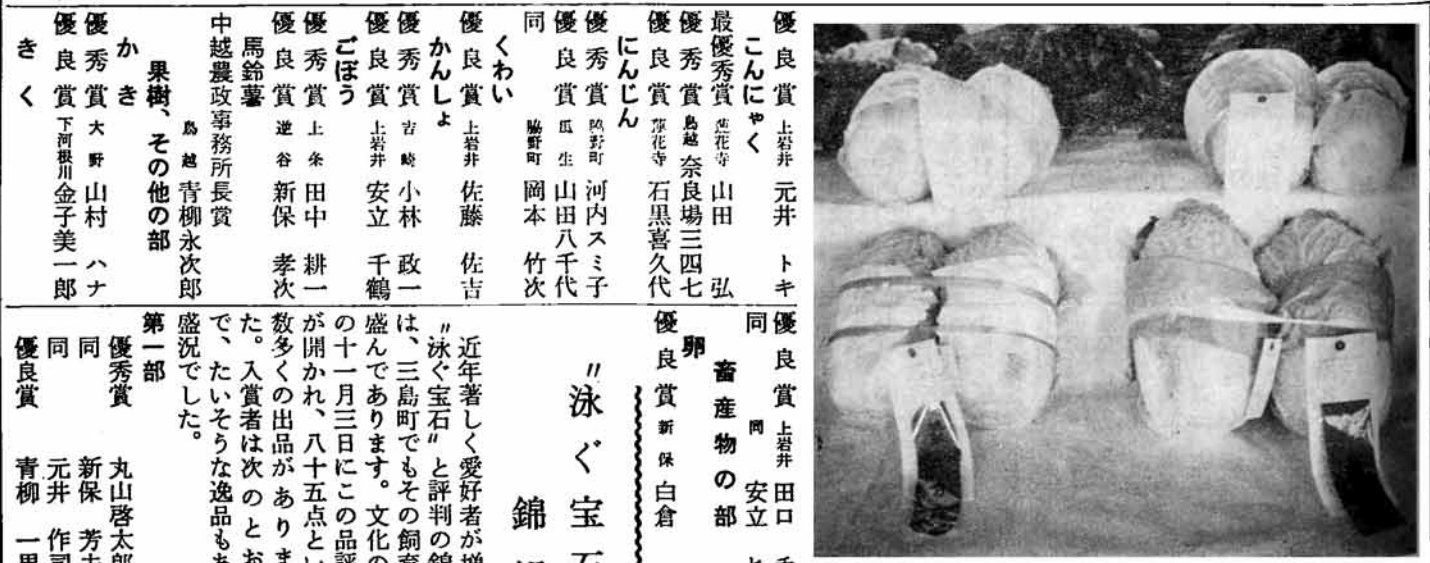 優良賞 上岩井 元井 トキ
こんにゃく
最優秀賞 蓮花寺 山田 弘
優秀賞 鳥越 奈良場三四七
優良賞 蓮花寺 石黒喜久代
にんじん
優秀賞 脇野町 河内スミ子
優良賞 瓜生 山田八千代
同 脇野町 岡本 竹次
くわい
優良賞 上岩井 佐藤 佐吉
かんしょ
優秀賞 吉崎 小林 政一
優良賞 上岩井 安立 千鶴
ごぼう
優秀賞 上条 田中 耕一
優良賞 逆谷 新保 孝次
馬鈴薯
中越農政事務所長賞
鳥越 青柳永次郎
果樹、その他の部
かき
優秀賞 大野 山村 ハナ
優良賞 下河根川 金子美一郎
きく
優良賞 上岩井 田口
同 同 安立
畜産物の部
卵
優良賞 新保 白倉
〃泳ぐ宝石
錦
近年著しく愛好者が増
〃泳ぐ宝石〃と評判の錦
は、三島町でもその飼育
盛んであります。文化の
の十一月三日にこの品評
が開かれ、八十五点とい
数多くの出品がありま
た。入賞者は次のとお
で、たいそうな逸品もあ
盛況でした。
第一部
優秀賞 丸山啓太郎
同 新保 芳夫
同 元井 作司
優良賞 青柳 一男